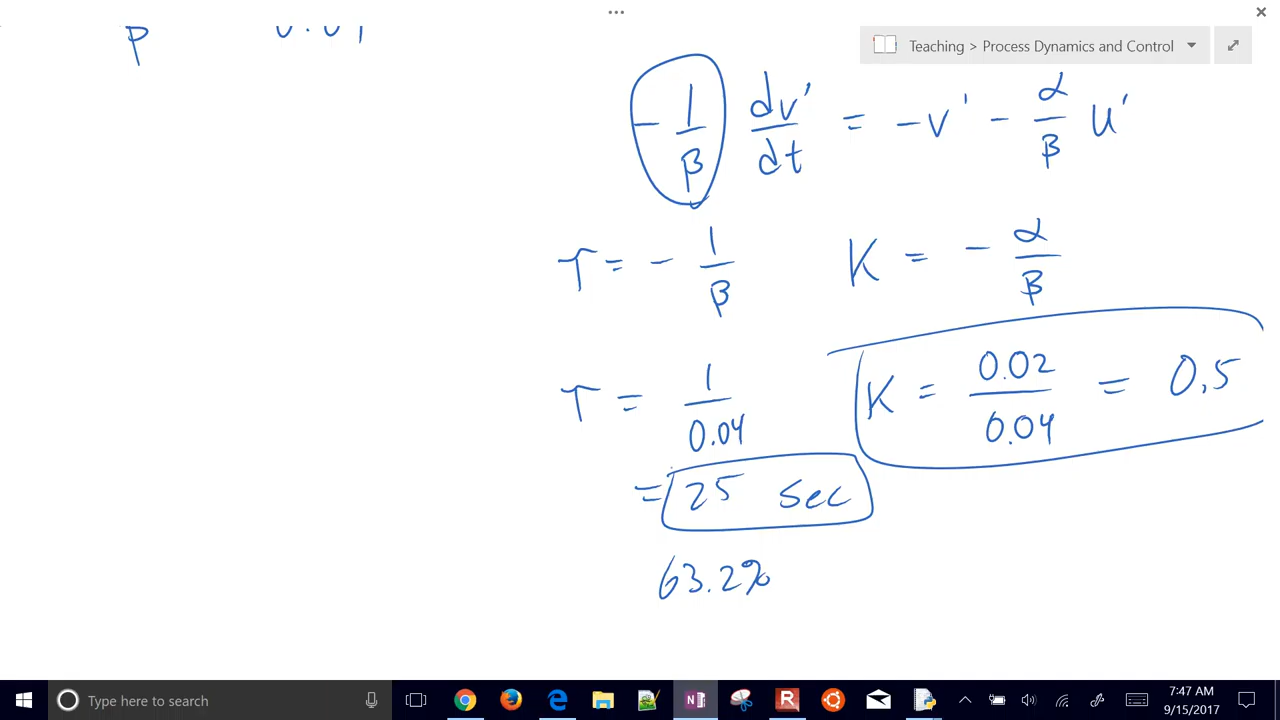 β
Teaching > Process Dynamics and Control
- 1/β dv'/dt = -v' - α/β u'
τ = - 1/β K = - α/β
τ = 1/0.04 K = 0.02/0.04 = 0.5
= 25 sec
63.2%
Type here to search
7:47 AM
9/15/2017